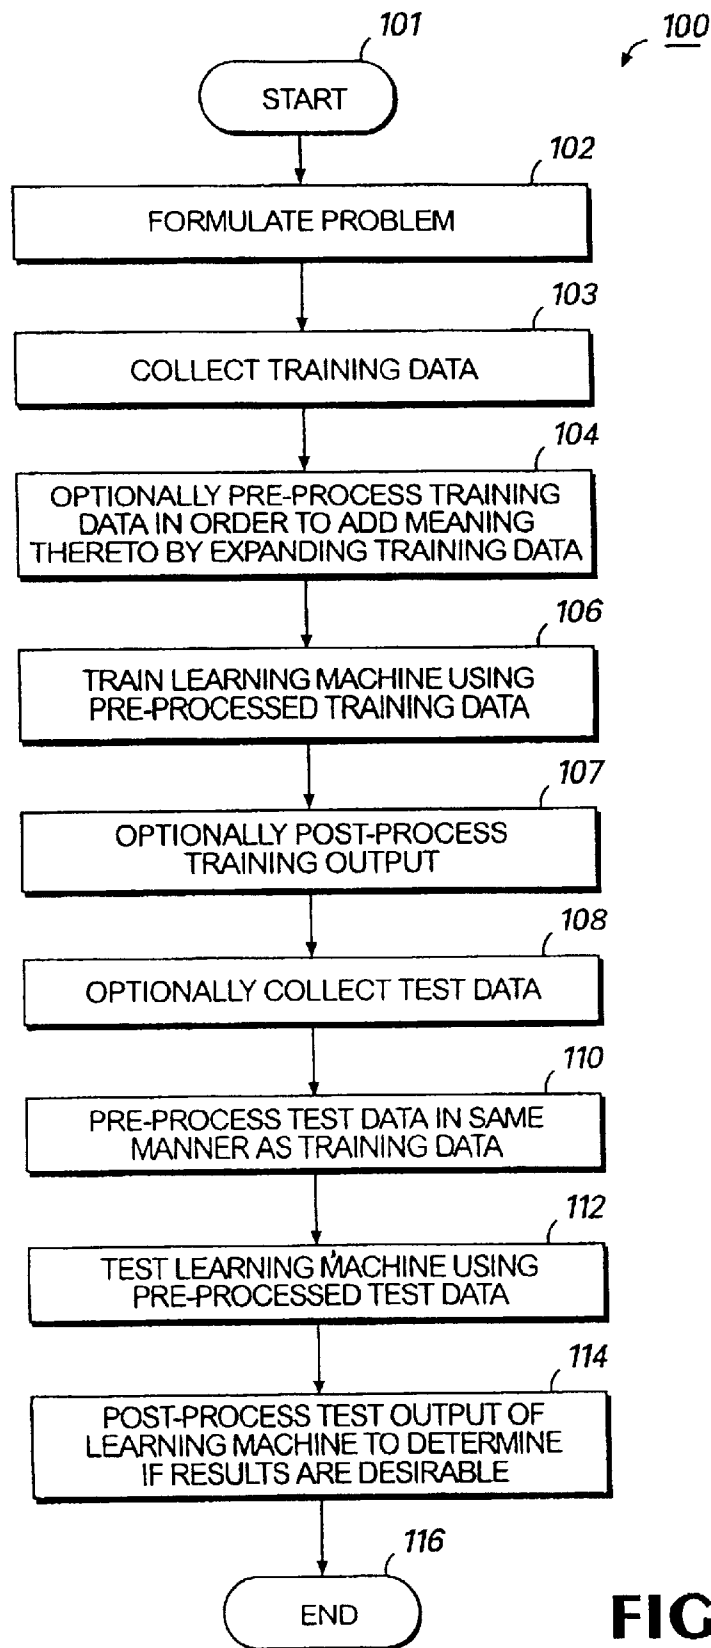 101
100
START
102
FORMULATE PROBLEM
103
COLLECT TRAINING DATA
104
OPTIONALLY PRE-PROCESS TRAINING
DATA IN ORDER TO ADD MEANING
THERETO BY EXPANDING TRAINING DATA
106
TRAIN LEARNING MACHINE USING
PRE-PROCESSED TRAINING DATA
107
OPTIONALLY POST-PROCESS
TRAINING OUTPUT
108
OPTIONALLY COLLECT TEST DATA
110
PRE-PROCESS TEST DATA IN SAME
MANNER AS TRAINING DATA
112
TEST LEARNING MACHINE USING
PRE-PROCESSED TEST DATA
114
POST-PROCESS TEST OUTPUT OF
LEARNING MACHINE TO DETERMINE
IF RESULTS ARE DESIRABLE
116
END
FIG